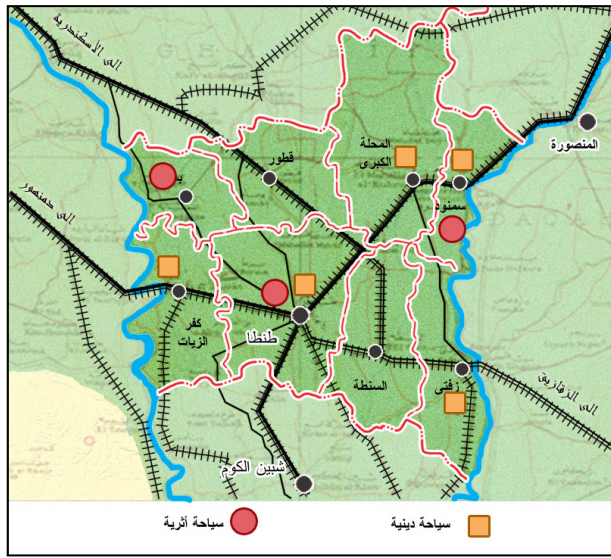 إلى الأسكندرية
المحلة
الكبرى
المنصورة
قطور
إلى دمنهور
سمنود
كفر
الزيات
طنطا
السنطة
زفتى
إلى الزقازيق
شبين الكوم
سياحة دينية
سياحة أثرية